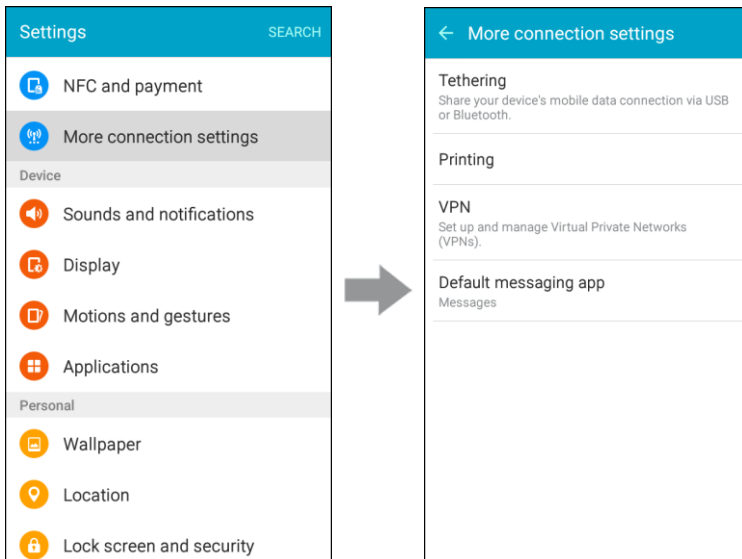 Settings SEARCH
NFC and payment
More connection settings
Device
Sounds and notifications
Display
Motions and gestures
Applications
Personal
Wallpaper
Location
Lock screen and security
More connection settings
Tethering
Share your device's mobile data connection via USB
or Bluetooth.
Printing
VPN
Set up and manage Virtual Private Networks
(VPNs).
Default messaging app
Messages